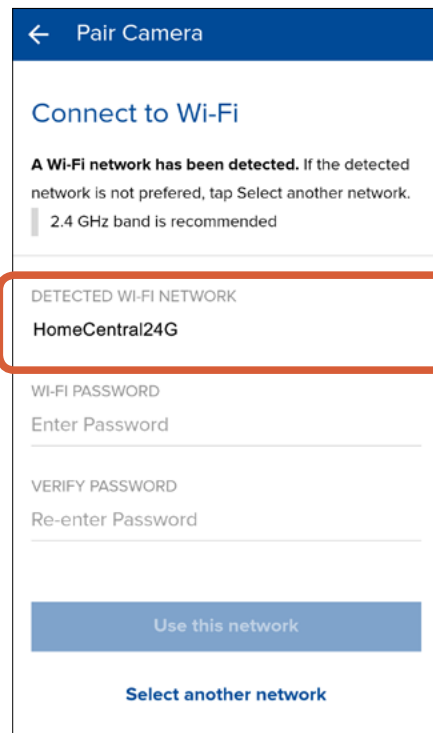 Pair Camera
Connect to Wi-Fi
A Wi-Fi network has been detected. If the detected
network is not prefered, tap Select another network.
2.4 GHz band is recommended
DETECTED WI-FI NETWORK
HomeCentral24G
WI-FI PASSWORD
Enter Password
VERIFY PASSWORD
Re-enter Password
Use this network
Select another network